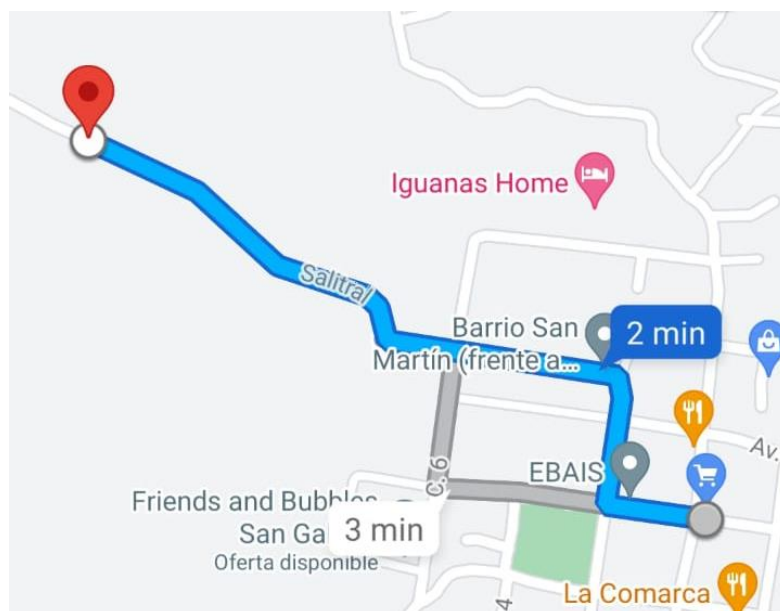 Iguanas Home
Salitral
Barrio San
Martín (frente a...
2 min
Av.
EBAIS
c. 6
Friends and Bubbles
San Ga
Oferta disponible
3 min
4
La Comarca